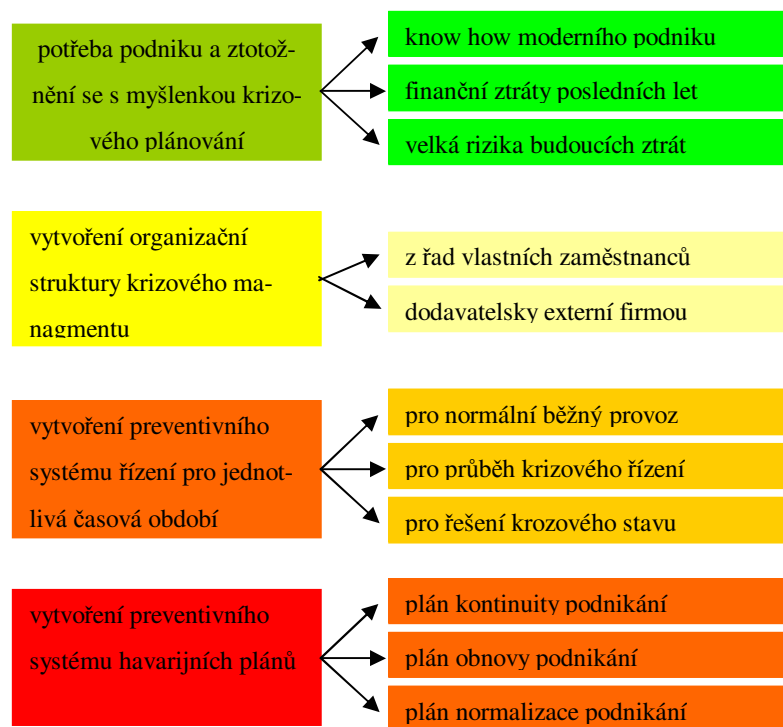 potřeba podniku a ztotož-
nění se s myšlenkou krizo-
vého plánování
know how moderního podniku
finanční ztráty posledních let
velká rizika budoucích ztrát
vytvoření organizační
struktury krizového ma-
nagmentu
z řad vlastních zaměstnanců
dodavatelsky externí firmou
vytvoření preventivního
systému řízení pro jednot-
livá časová období
pro normální běžný provoz
pro průběh krizového řízení
pro řešení krozového stavu
vytvoření preventivního
systému havarijních plánů
plán kontinuity podnikání
plán obnovy podnikání
plán normalizace podnikání